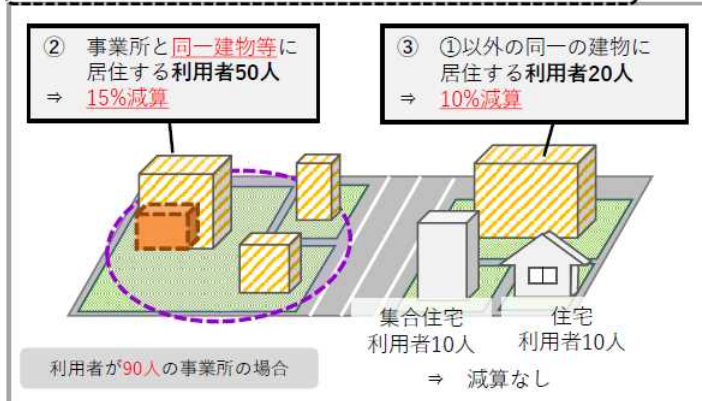 ② 事業所と同一建物等に
居住する利用者50人
⇒ 15%減算
③ ①以外の同一の建物に
居住する利用者20人
⇒ 10%減算
集合住宅
利用者10人
住宅
利用者10人
⇒ 減算なし
利用者が90人の事業所の場合